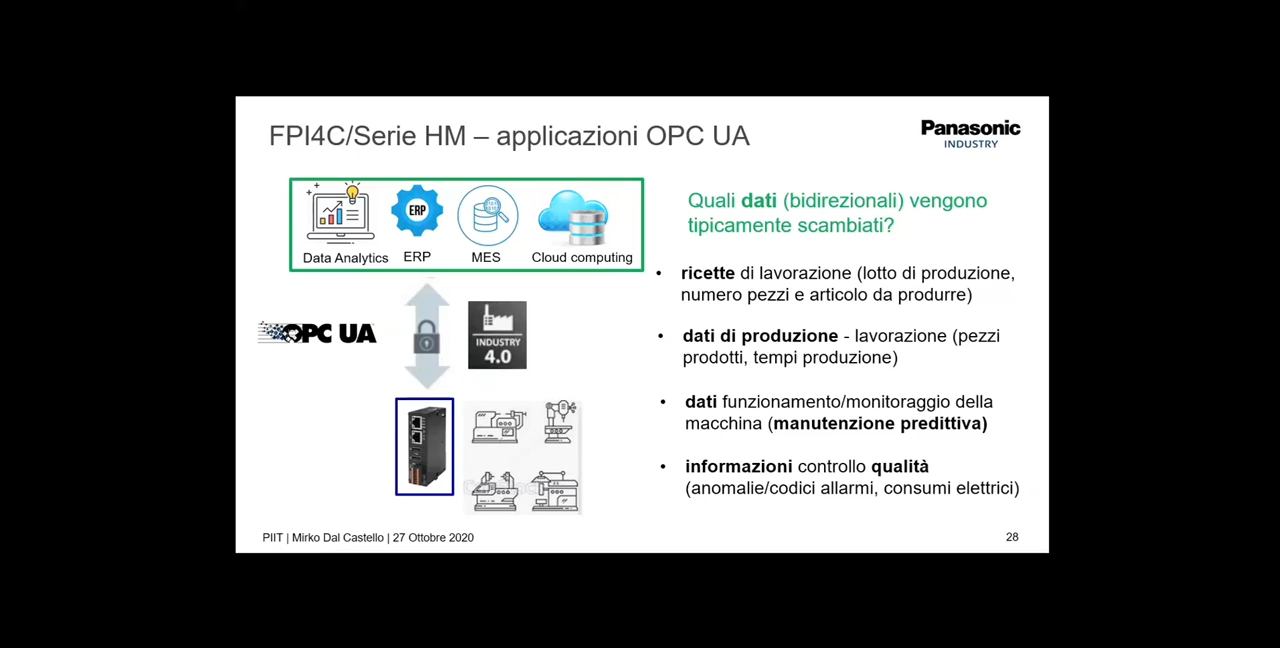 FPI4C/Serie HM – applicazioni OPC UA
Panasonic
INDUSTRY
ERP
Data Analytics
ERP
MES
Cloud computing
OPC UA
INDUSTRY
4.0
Quali dati (bidirezionali) vengono
tipicamente scambiati?
• ricette di lavorazione (lotto di produzione,
numero pezzi e articolo da produrre)
• dati di produzione - lavorazione (pezzi
prodotti, tempi produzione)
• dati funzionamento/monitoraggio della
macchina (manutenzione predittiva)
• informazioni controllo qualità
(anomalie/codici allarmi, consumi elettrici)
PIIT | Mirko Dal Castello | 27 Ottobre 2020
28